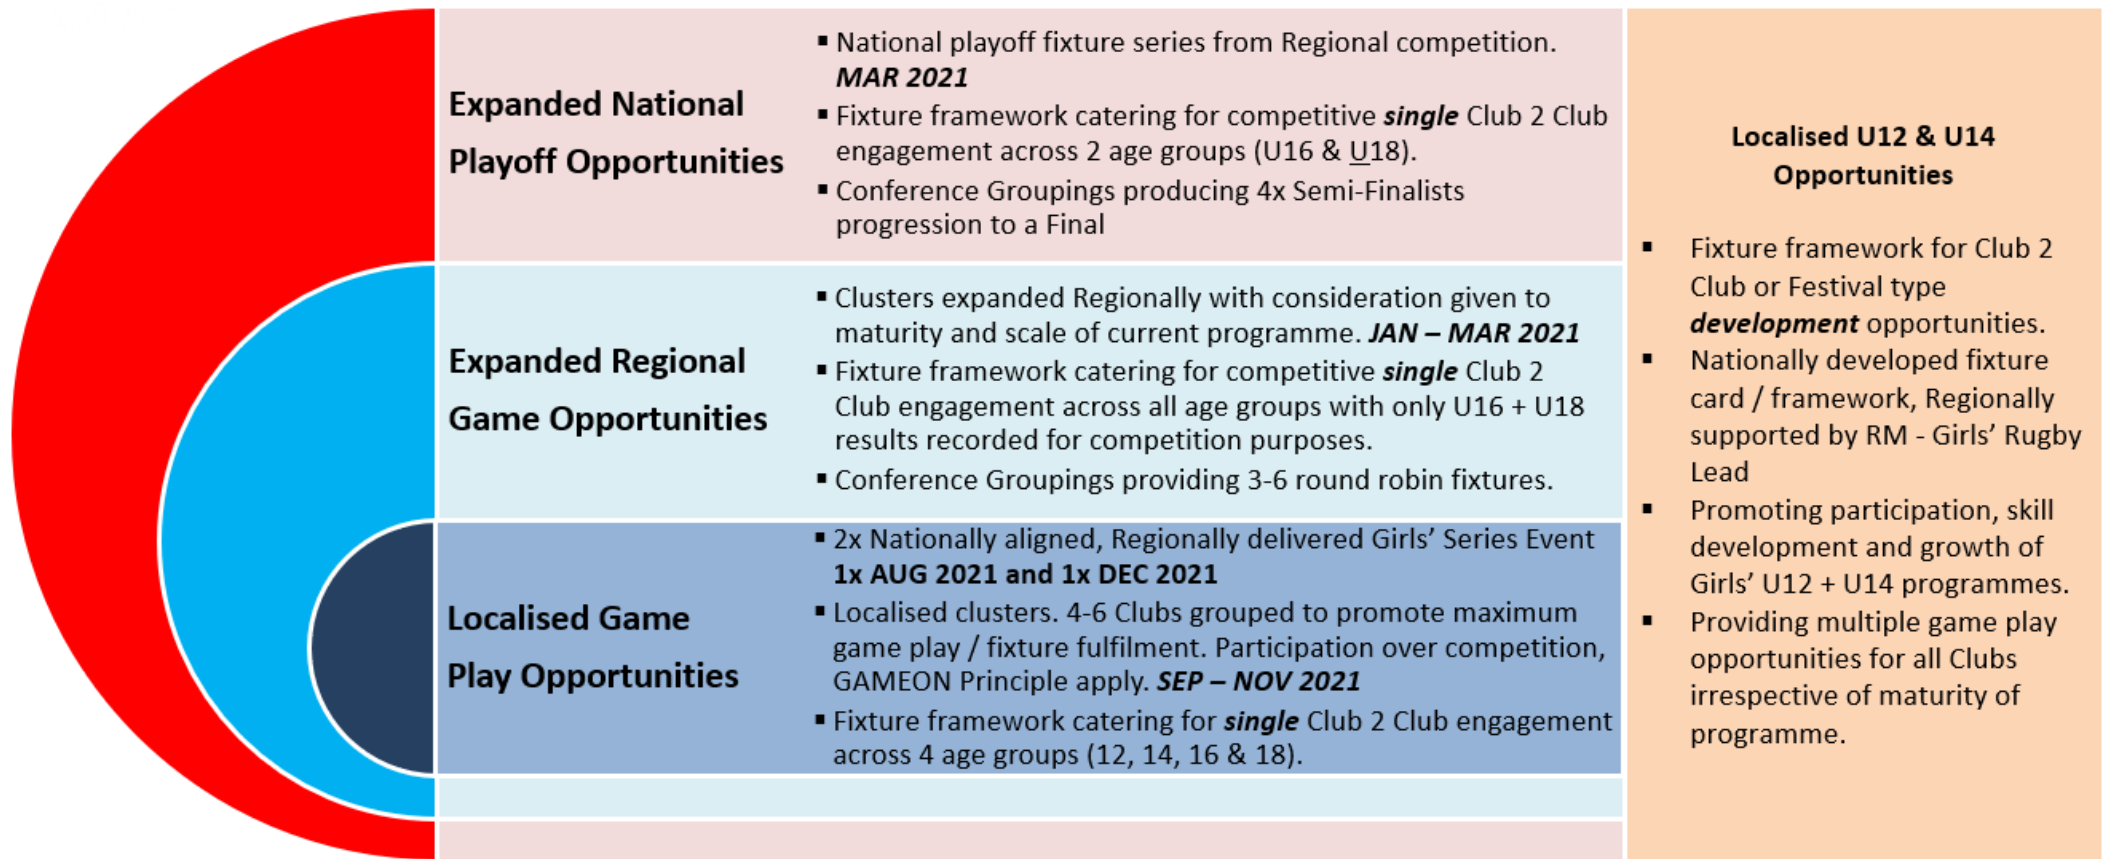 Expanded National
Playoff Opportunities
▪ National playoff fixture series from Regional competition.
MAR 2021
▪ Fixture framework catering for competitive single Club 2 Club
engagement across 2 age groups (U16 & U18).
▪ Conference Groupings producing 4x Semi-Finalists
progression to a Final
Expanded Regional
Game Opportunities
▪ Clusters expanded Regionally with consideration given to
maturity and scale of current programme. JAN – MAR 2021
▪ Fixture framework catering for competitive single Club 2
Club engagement across all age groups with only U16 + U18
results recorded for competition purposes.
▪ Conference Groupings providing 3-6 round robin fixtures.
Localised Game
Play Opportunities
▪ 2x Nationally aligned, Regionally delivered Girls’ Series Event
1x AUG 2021 and 1x DEC 2021
▪ Localised clusters. 4-6 Clubs grouped to promote maximum
game play / fixture fulfilment. Participation over competition,
GAMEON Principle apply. SEP – NOV 2021
▪ Fixture framework catering for single Club 2 Club engagement
across 4 age groups (12, 14, 16 & 18).
Localised U12 & U14
Opportunities
▪ Fixture framework for Club 2
Club or Festival type
development opportunities.
▪ Nationally developed fixture
card / framework, Regionally
supported by RM - Girls’ Rugby
Lead
▪ Promoting participation, skill
development and growth of
Girls’ U12 + U14 programmes.
▪ Providing multiple game play
opportunities for all Clubs
irrespective of maturity of
programme.